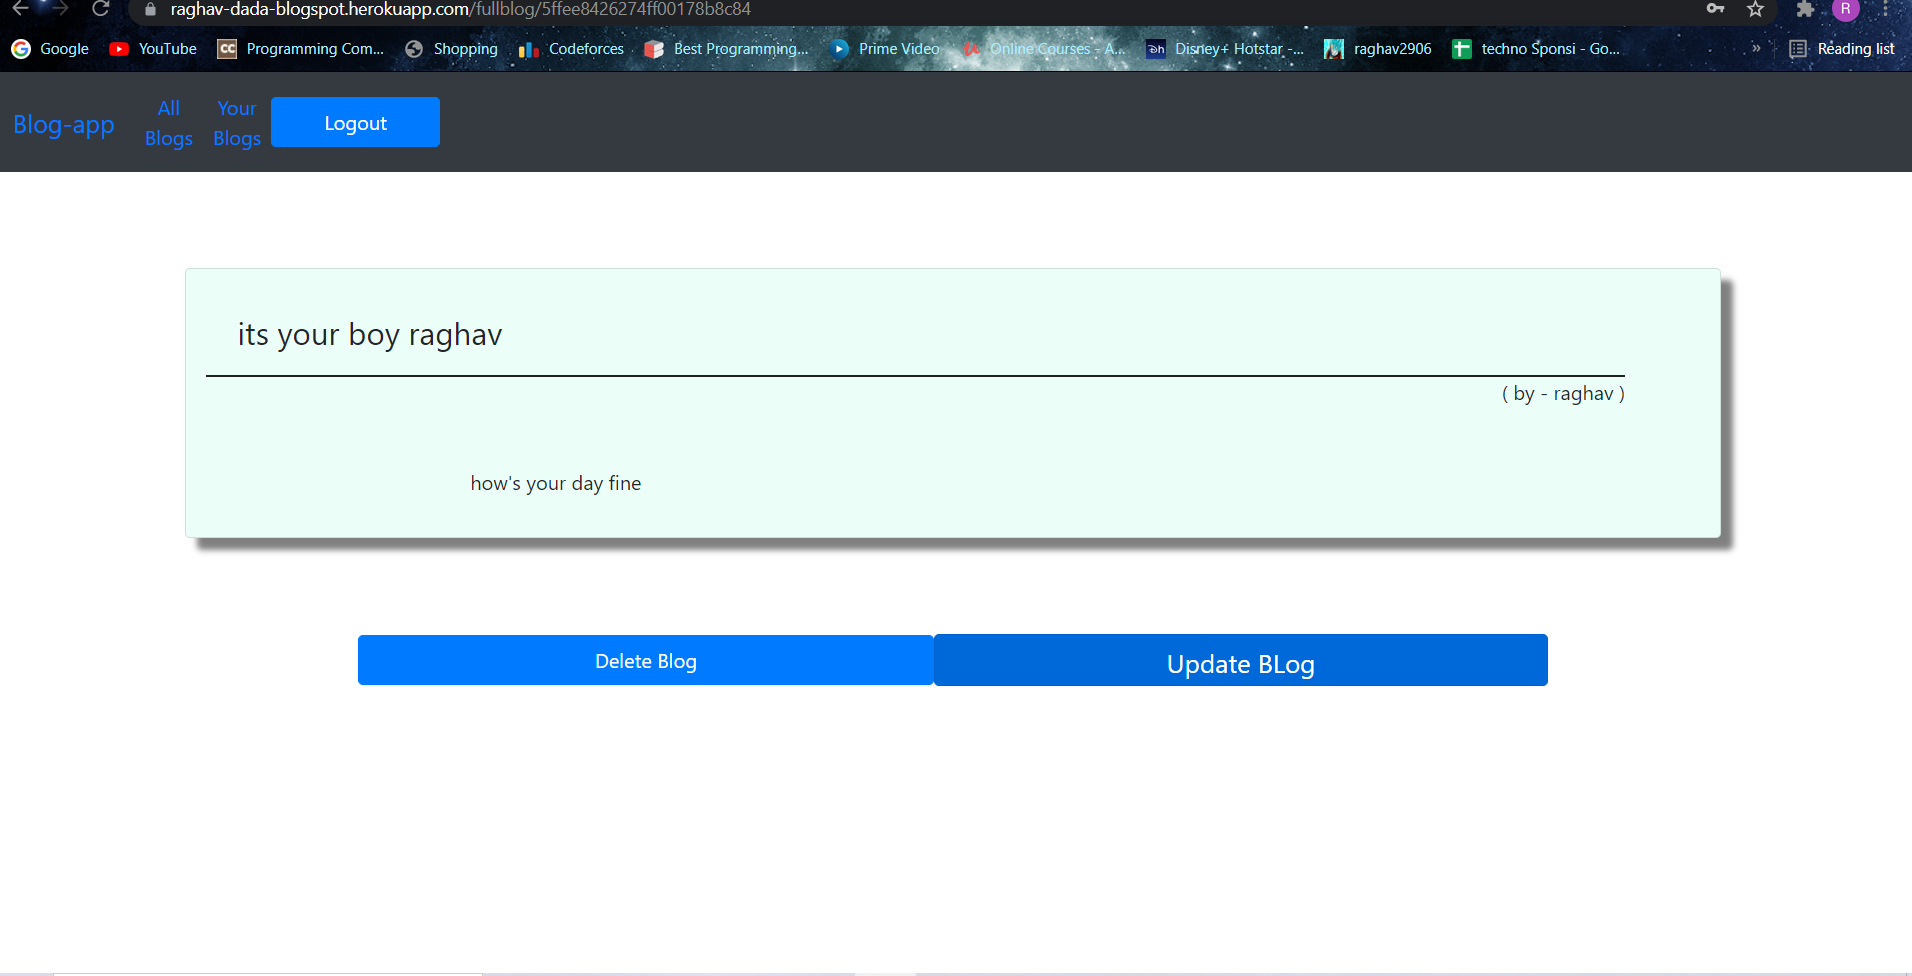 raghav-dada-blogspot.herokuapp.com/fullblog/5ffee8426274ff00178b8c84 R
Google YouTube CC Programming Com... Shopping Codeforces Best Programming... Prime Video Online Courses - A... Disney+ Hotstar -... raghav2906 techno Sponsi - Go... » Reading list
Blog-app All Blogs Your Blogs Logout
its your boy raghav
( by - raghav )
how's your day fine
Delete Blog Update BLog